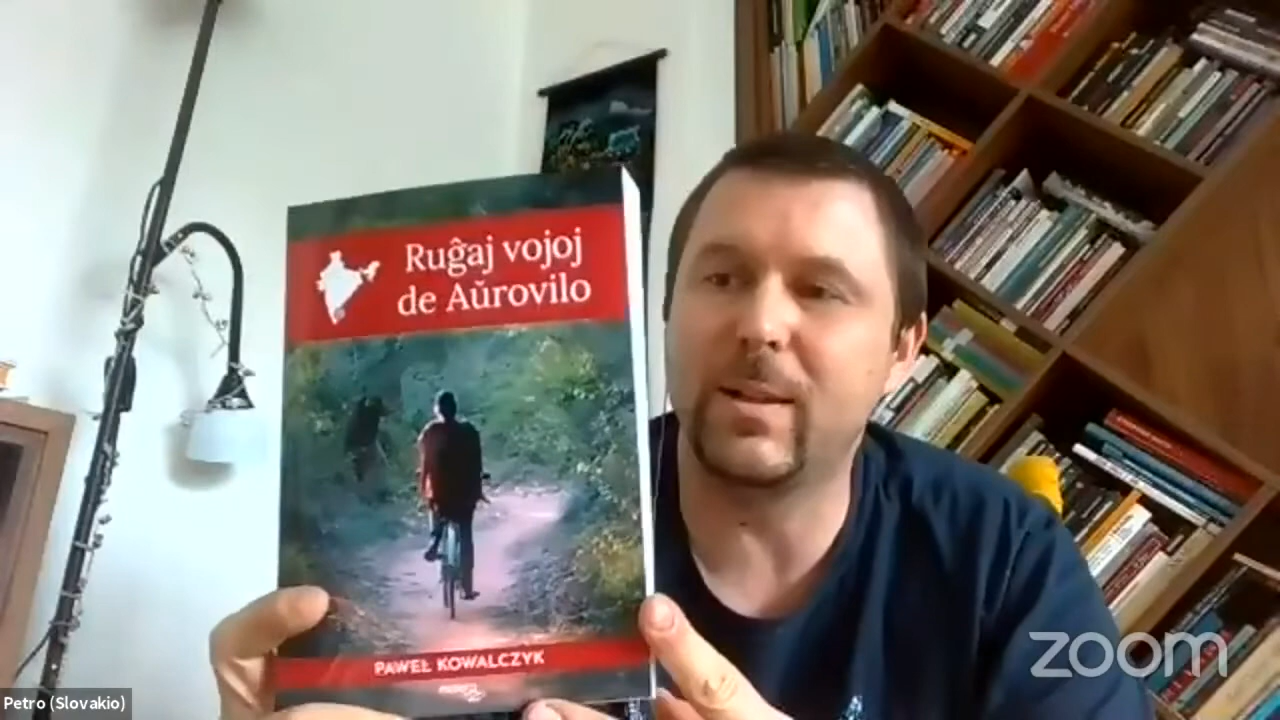 Ruĝaj vojoj
de Aŭrovilo
PAWEŁ KOWALCZYK
Petro (Slovakio)
zoom